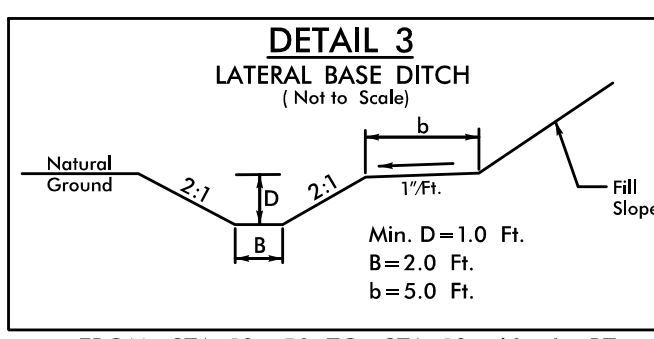 DETAIL 3
LATERAL BASE DITCH
( Not to Scale)
b
Natural
Ground
2:1
D
2:1
1"/Ft.
Fill
Slope
B
Min. D=1.0 Ft.
B=2.0 Ft.
b=5.0 Ft.